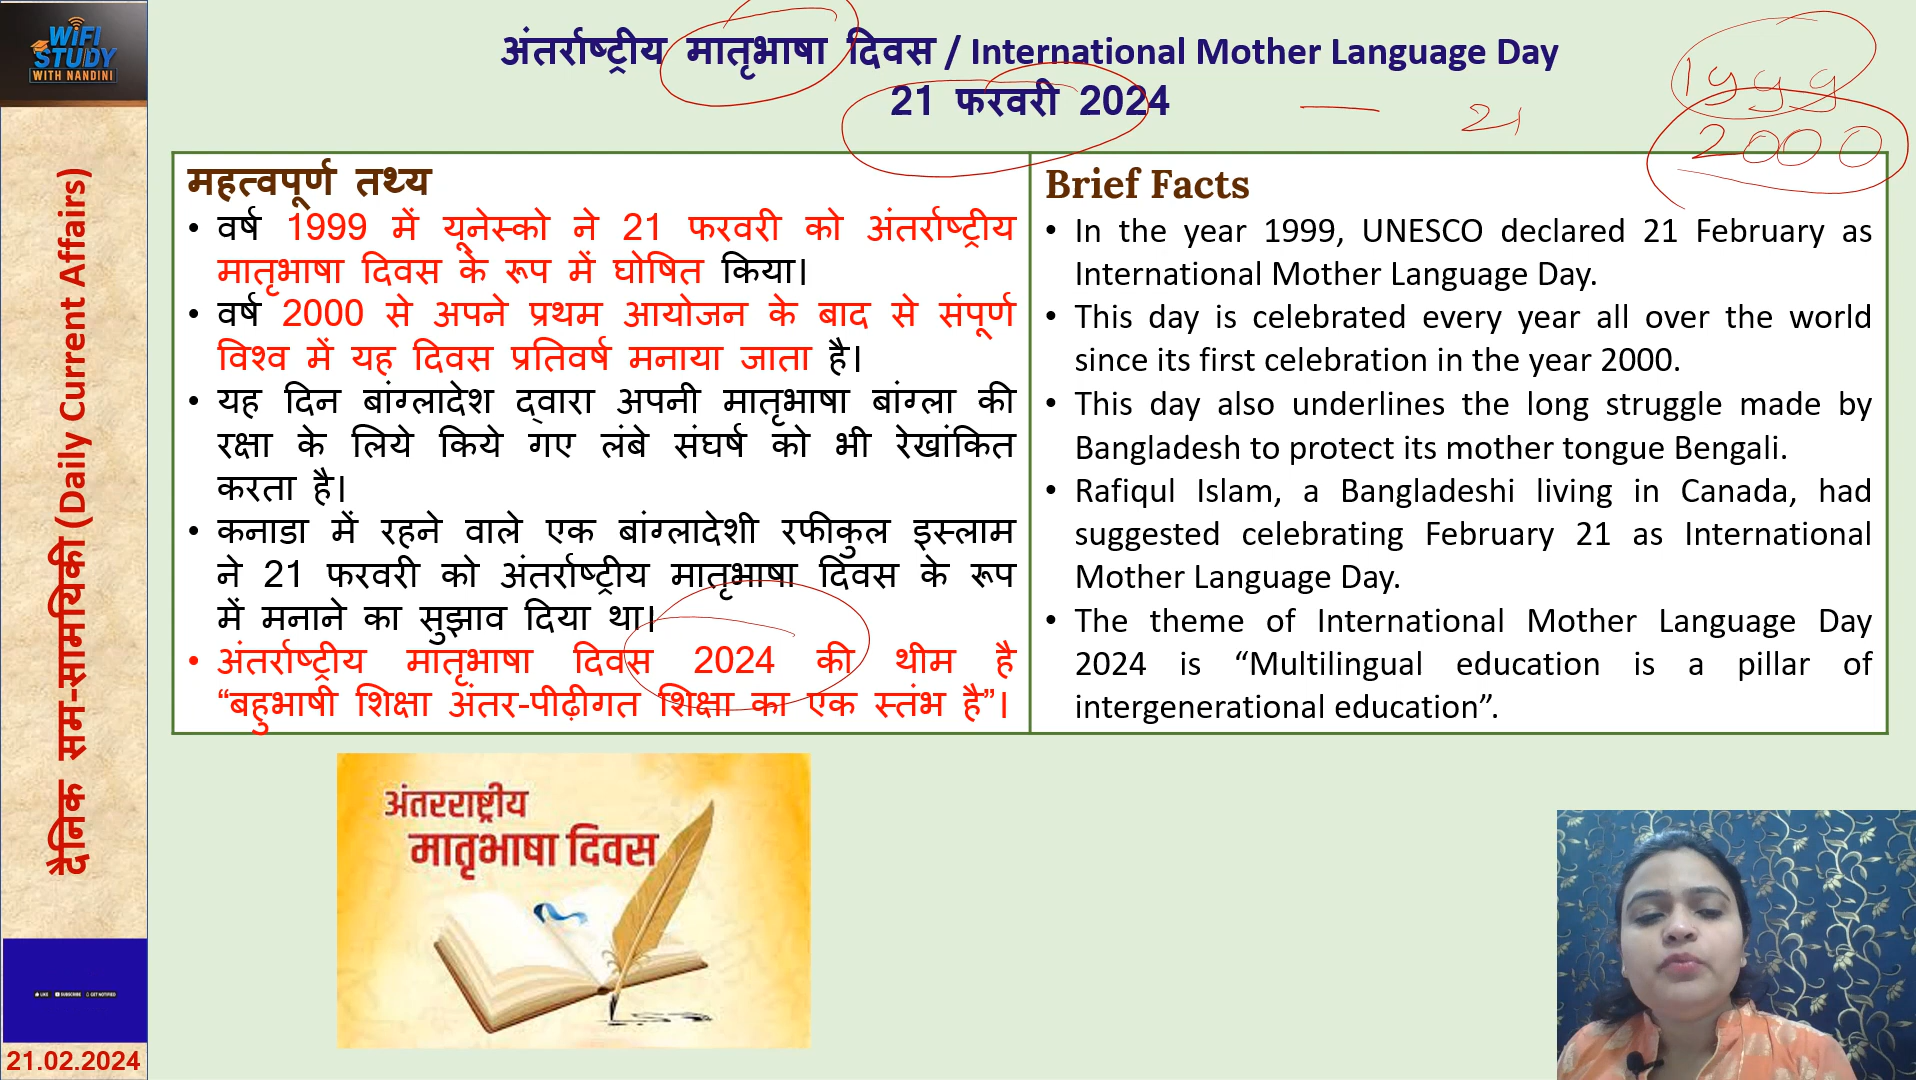 WiFi
STUDY
WITH NANDINI
दैनिक सम-सामयिकी (Daily Current Affairs)
LIKE SUBSCRIBE GET NOTIFIED
21.02.2024
अंतर्राष्ट्रीय मातृभाषा दिवस / International Mother Language Day
21 फरवरी 2024
1999
21
2000
महत्वपूर्ण तथ्य
• वर्ष 1999 में यूनेस्को ने 21 फरवरी को अंतर्राष्ट्रीय
मातृभाषा दिवस के रूप में घोषित किया।
• वर्ष 2000 से अपने प्रथम आयोजन के बाद से संपूर्ण
विश्व में यह दिवस प्रतिवर्ष मनाया जाता है।
• यह दिन बांग्लादेश द्वारा अपनी मातृभाषा बांग्ला की
रक्षा के लिये किये गए लंबे संघर्ष को भी रेखांकित
करता है।
• कनाडा में रहने वाले एक बांग्लादेशी रफीकुल इस्लाम
ने 21 फरवरी को अंतर्राष्ट्रीय मातृभाषा दिवस के रूप
में मनाने का सुझाव दिया था।
• अंतर्राष्ट्रीय मातृभाषा दिवस 2024 की थीम है
“बहुभाषी शिक्षा अंतर-पीढ़ीगत शिक्षा का एक स्तंभ है”।
Brief Facts
• In the year 1999, UNESCO declared 21 February as
International Mother Language Day.
• This day is celebrated every year all over the world
since its first celebration in the year 2000.
• This day also underlines the long struggle made by
Bangladesh to protect its mother tongue Bengali.
• Rafiqul Islam, a Bangladeshi living in Canada, had
suggested celebrating February 21 as International
Mother Language Day.
• The theme of International Mother Language Day
2024 is “Multilingual education is a pillar of
intergenerational education”.
अंतरराष्ट्रीय
मातृभाषा दिवस